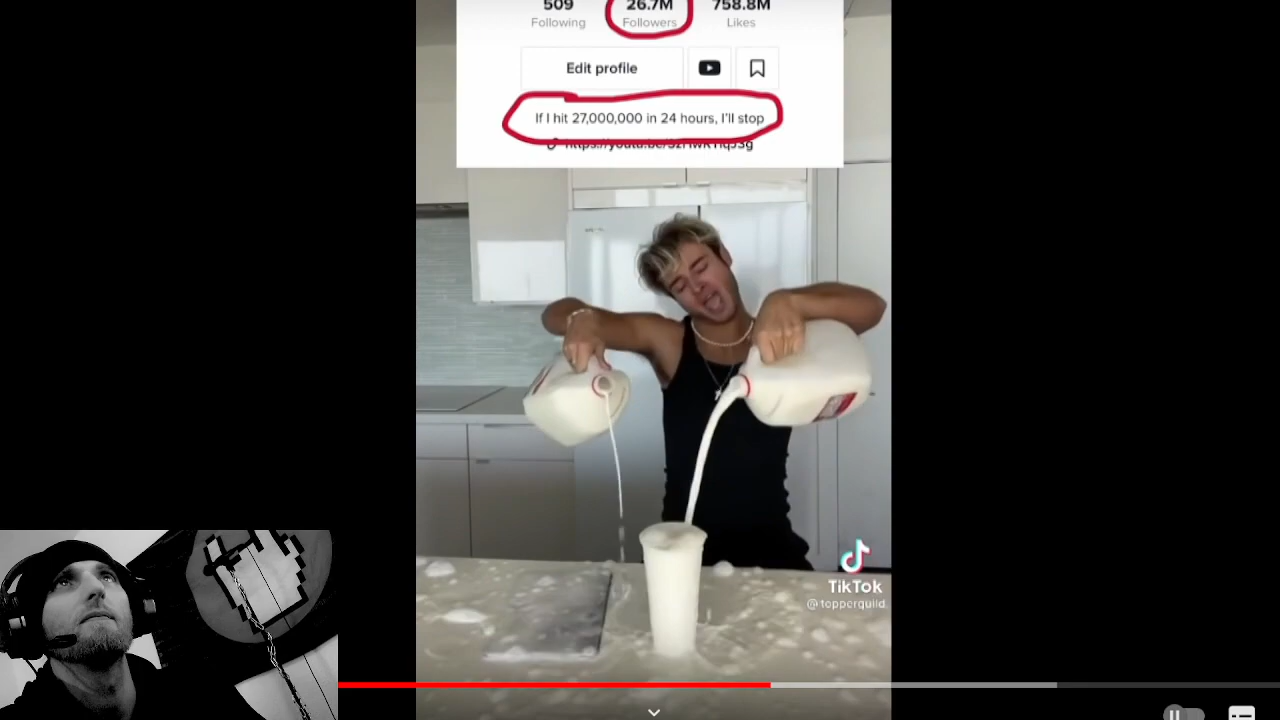 509 26.7M 758.8M
Following Followers Likes
Edit profile
If I hit 27,000,000 in 24 hours, I'll stop
TikTok
@topperguild